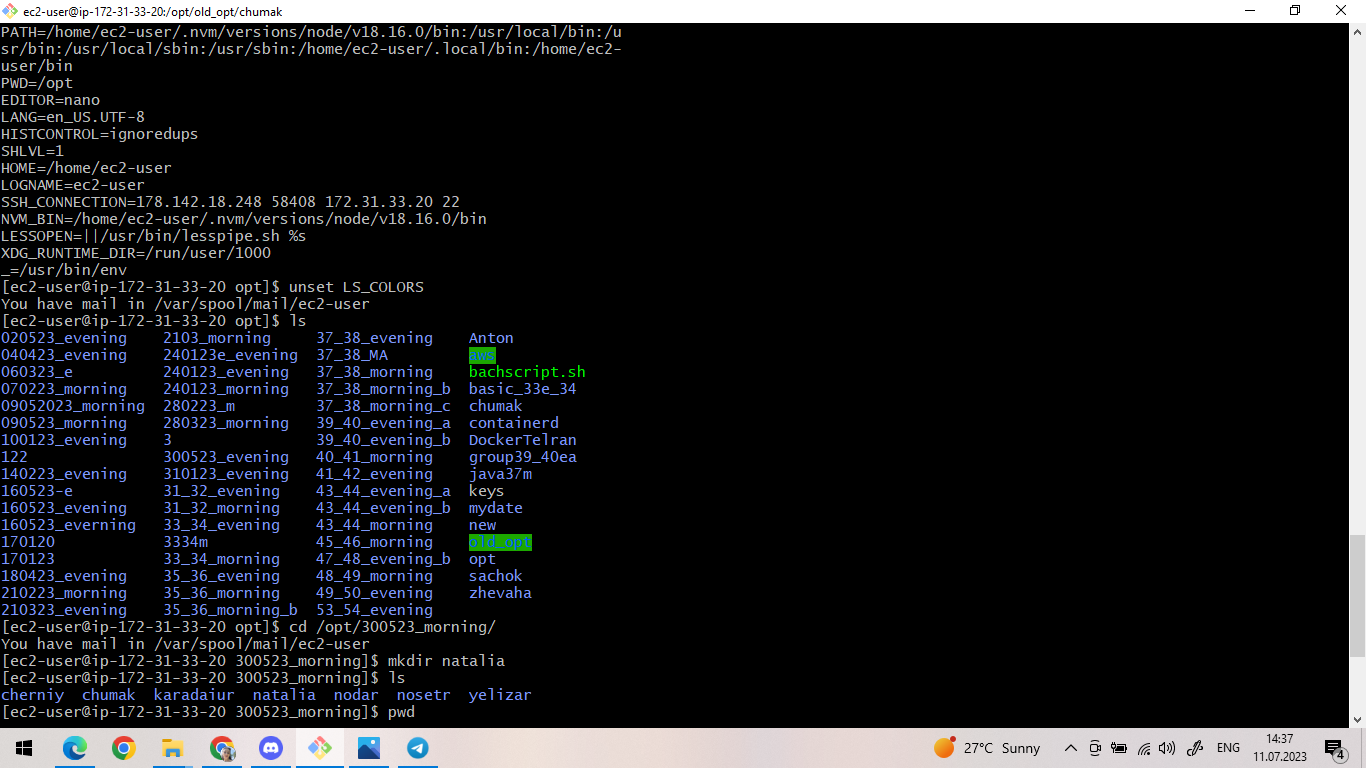 ec2-user@ip-172-31-33-20:/opt/old_opt/chumak
PATH=/home/ec2-user/.nvm/versions/node/v18.16.0/bin:/usr/local/bin:/u
sr/bin:/usr/local/sbin:/usr/sbin:/home/ec2-user/.local/bin:/home/ec2-
user/bin
PWD=/opt
EDITOR=nano
LANG=en_US.UTF-8
HISTCONTROL=ignoredups
SHLVL=1
HOME=/home/ec2-user
LOGNAME=ec2-user
SSH_CONNECTION=178.142.18.248 58408 172.31.33.20 22
NVM_BIN=/home/ec2-user/.nvm/versions/node/v18.16.0/bin
LESSOPEN=||/usr/bin/lesspipe.sh %s
XDG_RUNTIME_DIR=/run/user/1000
_=/usr/bin/env
[ec2-user@ip-172-31-33-20 opt]$ unset LS_COLORS
You have mail in /var/spool/mail/ec2-user
[ec2-user@ip-172-31-33-20 opt]$ ls
020523_evening 2103_morning 37_38_evening Anton
040423_evening 240123e_evening 37_38_MA aws
060323_e 240123_evening 37_38_morning bachscript.sh
070223_morning 240123_morning 37_38_morning_b basic_33e_34
09052023_morning 280223_m 37_38_morning_c chumak
090523_morning 280323_morning 39_40_evening_a containerd
100123_evening 3 39_40_evening_b DockerTelran
122 300523_evening 40_41_morning group39_40ea
140223_evening 310123_evening 41_42_evening java37m
160523-e 31_32_evening 43_44_evening_a keys
160523_evening 31_32_morning 43_44_evening_b mydate
160523_everning 33_34_evening 43_44_morning new
170120 3334m 45_46_morning old_opt
170123 33_34_morning 47_48_evening_b opt
180423_evening 35_36_evening 48_49_morning sachok
210223_morning 35_36_morning 49_50_evening zhevaha
210323_evening 35_36_morning_b 53_54_evening
[ec2-user@ip-172-31-33-20 opt]$ cd /opt/300523_morning/
You have mail in /var/spool/mail/ec2-user
[ec2-user@ip-172-31-33-20 300523_morning]$ mkdir natalia
[ec2-user@ip-172-31-33-20 300523_morning]$ ls
cherniy chumak karadaiur natalia nodar nosetr yelizar
[ec2-user@ip-172-31-33-20 300523_morning]$ pwd
27°C Sunny
ENG
14:37
11.07.2023
4